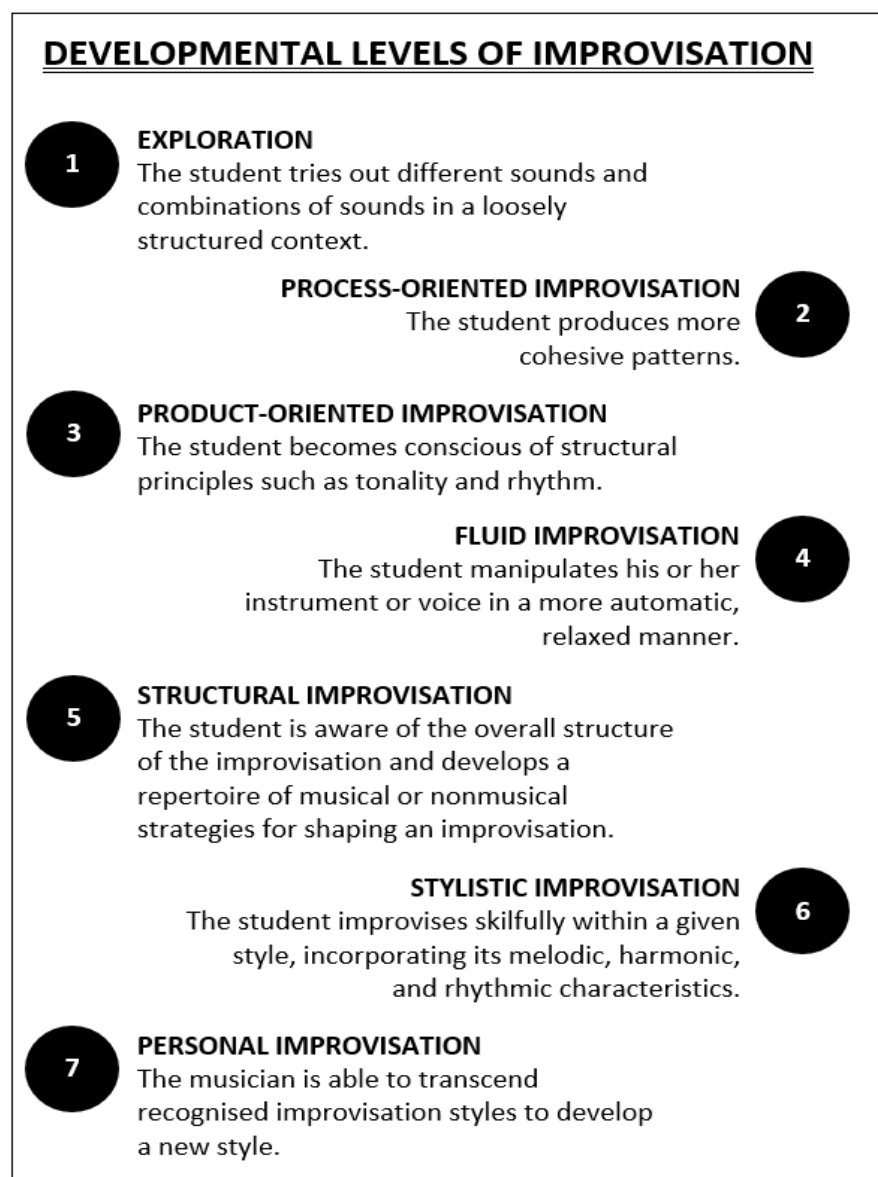 DEVELOPMENTAL LEVELS OF IMPROVISATION
1
EXPLORATION
The student tries out different sounds and
combinations of sounds in a loosely
structured context.
PROCESS-ORIENTED IMPROVISATION
2
The student produces more
cohesive patterns.
3
PRODUCT-ORIENTED IMPROVISATION
The student becomes conscious of structural
principles such as tonality and rhythm.
FLUID IMPROVISATION
4
The student manipulates his or her
instrument or voice in a more automatic,
relaxed manner.
5
STRUCTURAL IMPROVISATION
The student is aware of the overall structure
of the improvisation and develops a
repertoire of musical or nonmusical
strategies for shaping an improvisation.
STYLISTIC IMPROVISATION
6
The student improvises skilfully within a given
style, incorporating its melodic, harmonic,
and rhythmic characteristics.
7
PERSONAL IMPROVISATION
The musician is able to transcend
recognised improvisation styles to develop
a new style.